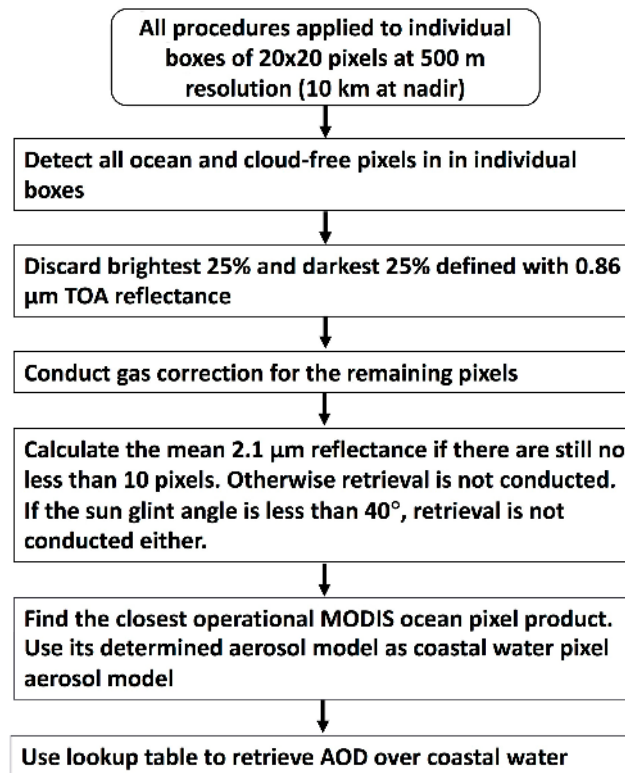 All procedures applied to individual
boxes of 20x20 pixels at 500 m
resolution (10 km at nadir)
Detect all ocean and cloud-free pixels in in individual
boxes
Discard brightest 25% and darkest 25% defined with 0.86
µm TOA reflectance
Conduct gas correction for the remaining pixels
Calculate the mean 2.1 µm reflectance if there are still no
less than 10 pixels. Otherwise retrieval is not conducted.
If the sun glint angle is less than 40°, retrieval is not
conducted either.
Find the closest operational MODIS ocean pixel product.
Use its determined aerosol model as coastal water pixel
aerosol model
Use lookup table to retrieve AOD over coastal water